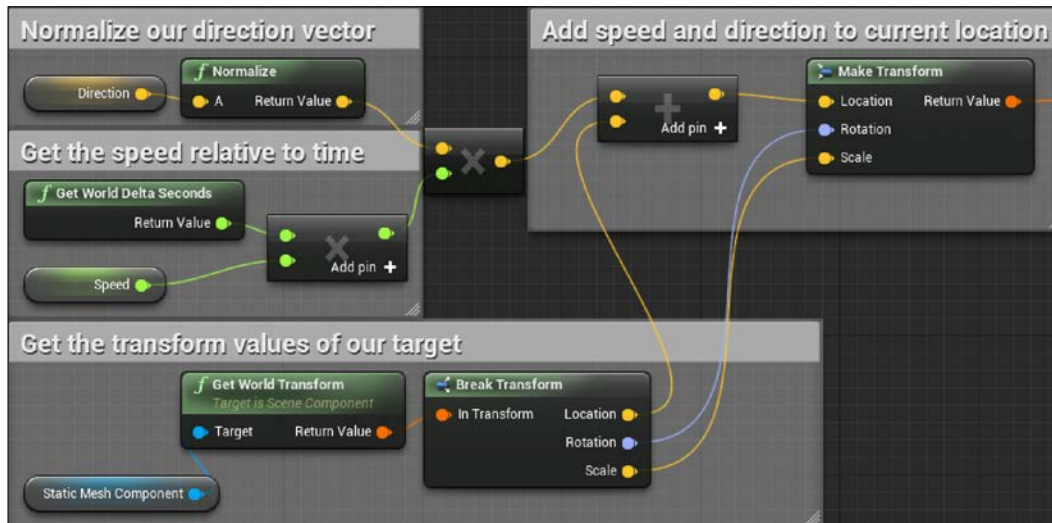 Normalize our direction vector
Direction
f Normalize
A Return Value
Get the speed relative to time
f Get World Delta Seconds
Return Value
Add pin +
Speed
Add speed and direction to current location
Add pin +
Make Transform
Location Return Value
Rotation
Scale
Get the transform values of our target
f Get World Transform
Target is Scene Component
Target Return Value
Static Mesh Component
Break Transform
In Transform Location
Rotation
Scale